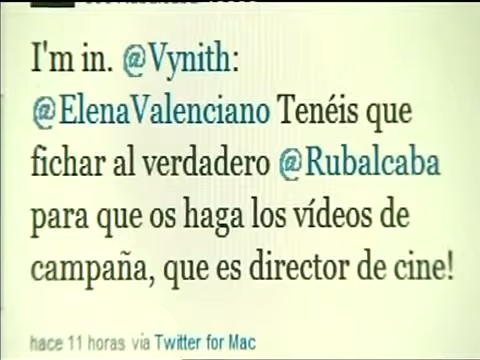 I'm in. @Vynith:
@ElenaValenciano Tenéis que
fichar al verdadero @Rubalcaba
para que os haga los vídeos de
campaña, que es director de cine!
hace 11 horas vía Twitter for Mac